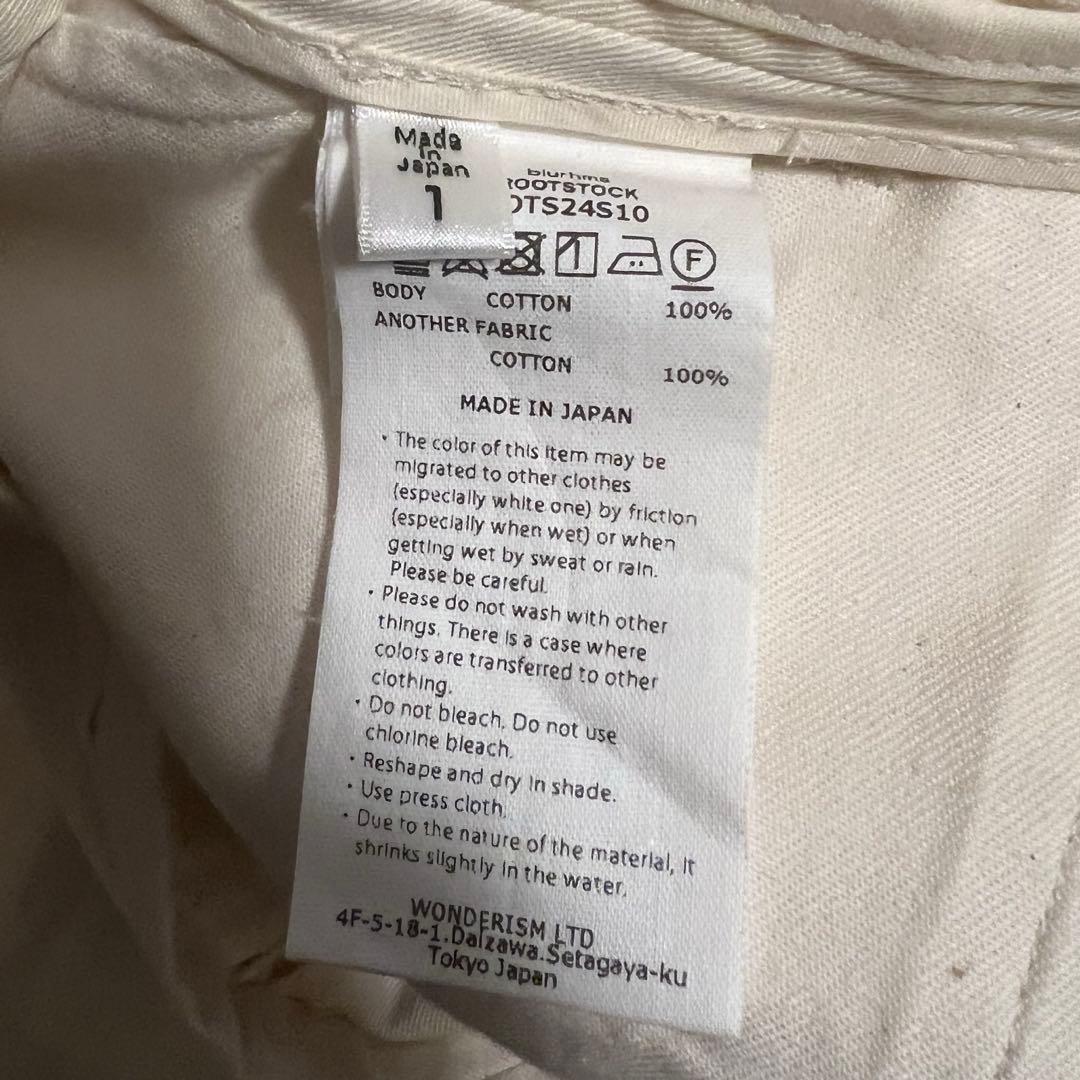 Made
in
Japan
1
blurhms
ROOTSTOCK
OTS24S10
F
BODY COTTON 100%
ANOTHER FABRIC
COTTON 100%
MADE IN JAPAN
・The color of this item may be
migrated to other clothes
(especially white one) by friction
(especially when wet) or when
getting wet by sweat or rain.
Please be careful.
・Please do not wash with other
things. There is a case where
colors are transferred to other
clothing.
・Do not bleach. Do not use
chlorine bleach.
・Reshape and dry in shade.
・Use press cloth.
・Due to the nature of the material, it
shrinks slightly in the water.
WONDERISM LTD
4F-5-18-1.Daizawa.Setagaya-ku
Tokyo Japan